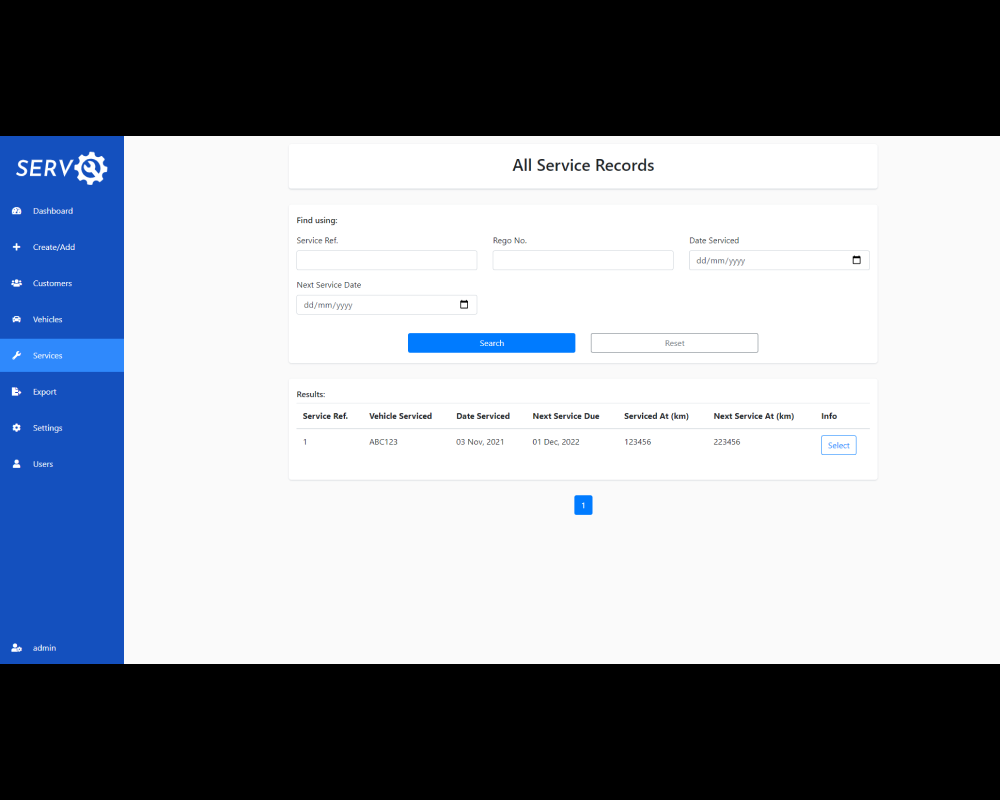 SERVO
Dashboard
Create/Add
Customers
Vehicles
Services
Export
Settings
Users
admin
All Service Records
Find using:
Service Ref. Rego No. Date Serviced
dd/mm/yyyy
Next Service Date
dd/mm/yyyy
Search Reset
Results:
Service Ref. Vehicle Serviced Date Serviced Next Service Due Serviced At (km) Next Service At (km) Info
1 ABC123 03 Nov, 2021 01 Dec, 2022 123456 223456 Select
1